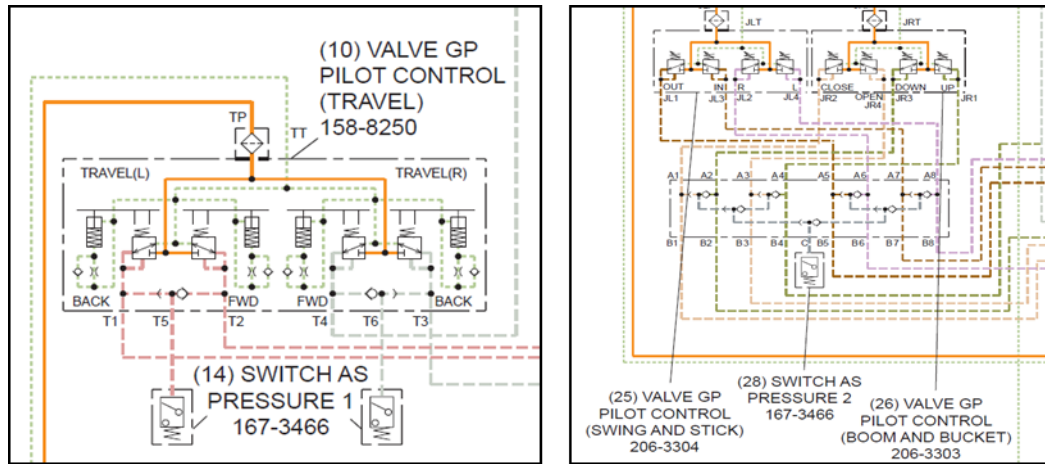 (10) VALVE GP
PILOT CONTROL
(TRAVEL)
158-8250
TP
TT
TRAVEL(L)
TRAVEL(R)
BACK
FWD
FWD
BACK
T1
T5
T2
T4
T6
T3
(14) SWITCH AS
PRESSURE 1
167-3466
JLT
JRT
OUT
IN
R
L
CLOSE
OPEN
DOWN
UP
JL1
JL3
JL2
JL4
JR2
JR4
JR3
JR1
A1
A2
A3
A4
A5
A6
A7
A8
B1
B2
B3
B4
C
B5
B6
B7
B8
(25) VALVE GP
PILOT CONTROL
(SWING AND STICK)
206-3304
(28) SWITCH AS
PRESSURE 2
167-3466
(26) VALVE GP
PILOT CONTROL
(BOOM AND BUCKET)
206-3303